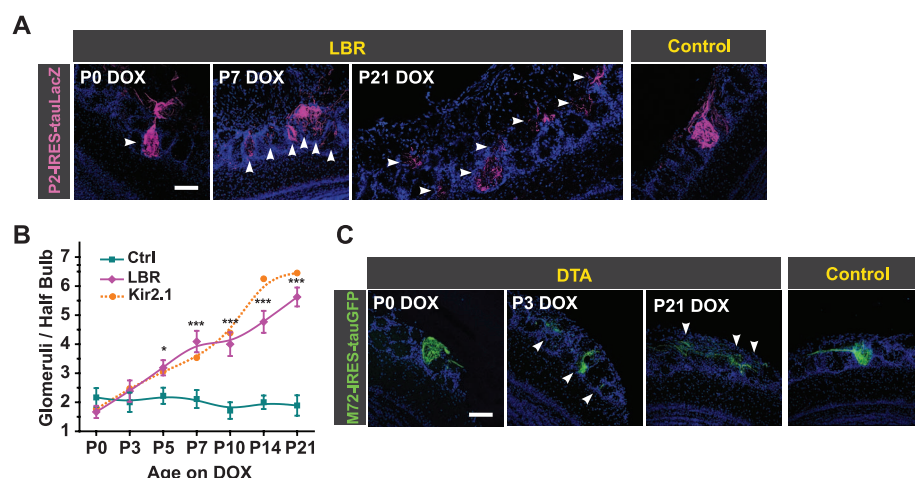 A
LBR
Control
P2-IRES-tauLacZ
P0 DOX
P7 DOX
P21 DOX
B
Glomeruli / Half Bulb
7
6
5
4
3
2
1
Ctrl
LBR
Kir2.1
*
***
***
***
***
P0 P3 P5 P7 P10 P14 P21
Age on DOX
C
DTA
Control
M72-IRES-tauGFP
P0 DOX
P3 DOX
P21 DOX